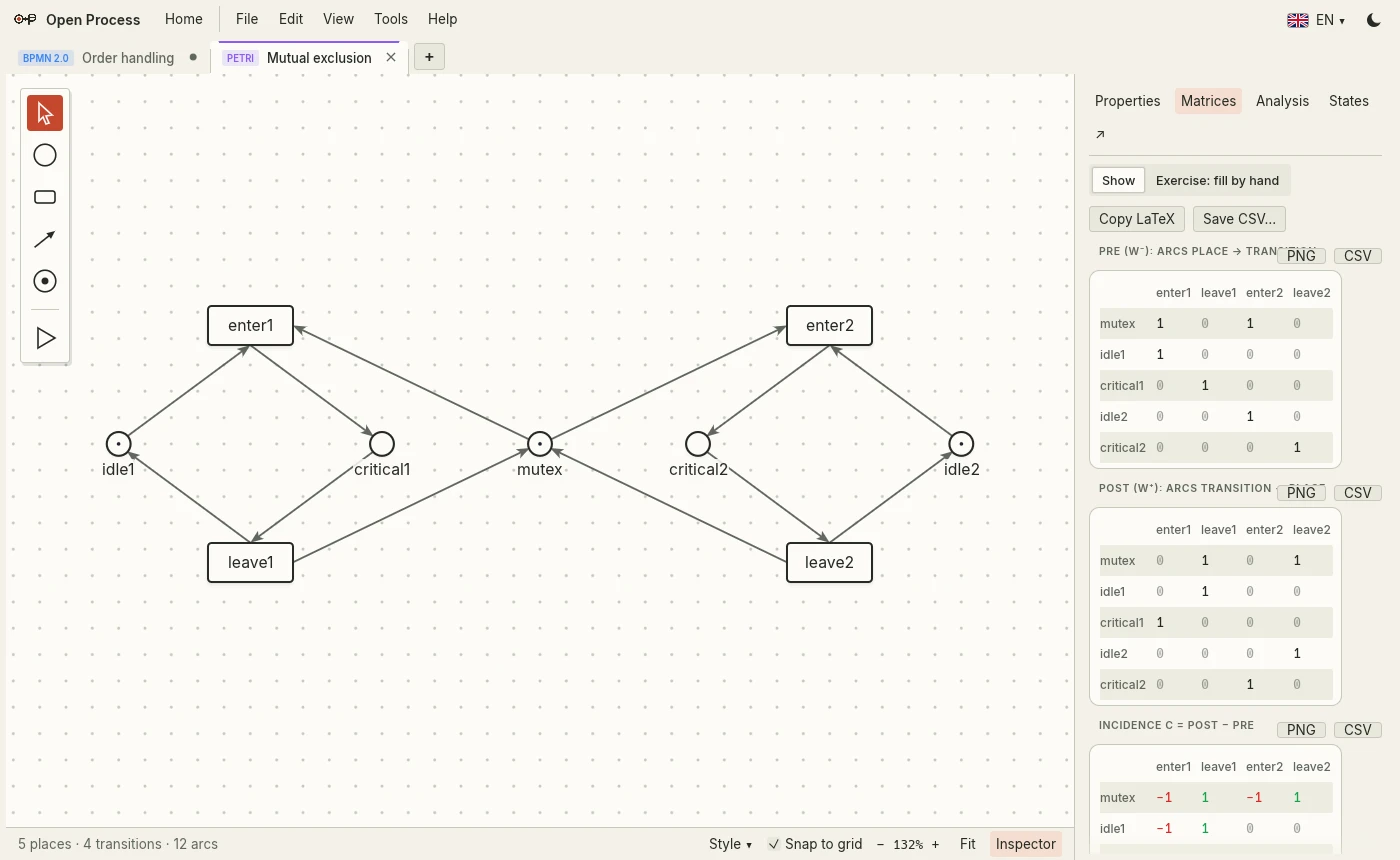 Open Process Home File Edit View Tools Help EN
BPMN 2.0 Order handling PETRI Mutual exclusion × +
Properties Matrices Analysis States
↗
Show Exercise: fill by hand
Copy LaTeX Save CSV...
PRE (W⁻): ARCS PLACE → PNG CSV
enter1 leave1 enter2 leave2
mutex 1 0 1 0
idle1 1 0 0 0
critical1 0 1 0 0
idle2 0 0 1 0
critical2 0 0 0 1
POST (W⁺): ARCS TRANSITION PNG CSV
enter1 leave1 enter2 leave2
mutex 0 1 0 1
idle1 0 1 0 0
critical1 1 0 0 0
idle2 0 0 0 1
critical2 0 0 1 0
INCIDENCE C = POST − PRE PNG CSV
enter1 leave1 enter2 leave2
mutex −1 1 −1 1
idle1 −1 1 0 0
enter1 enter2
idle1 critical1 mutex critical2 idle2
leave1 leave2
5 places · 4 transitions · 12 arcs Style Snap to grid − 132% + Fit Inspector